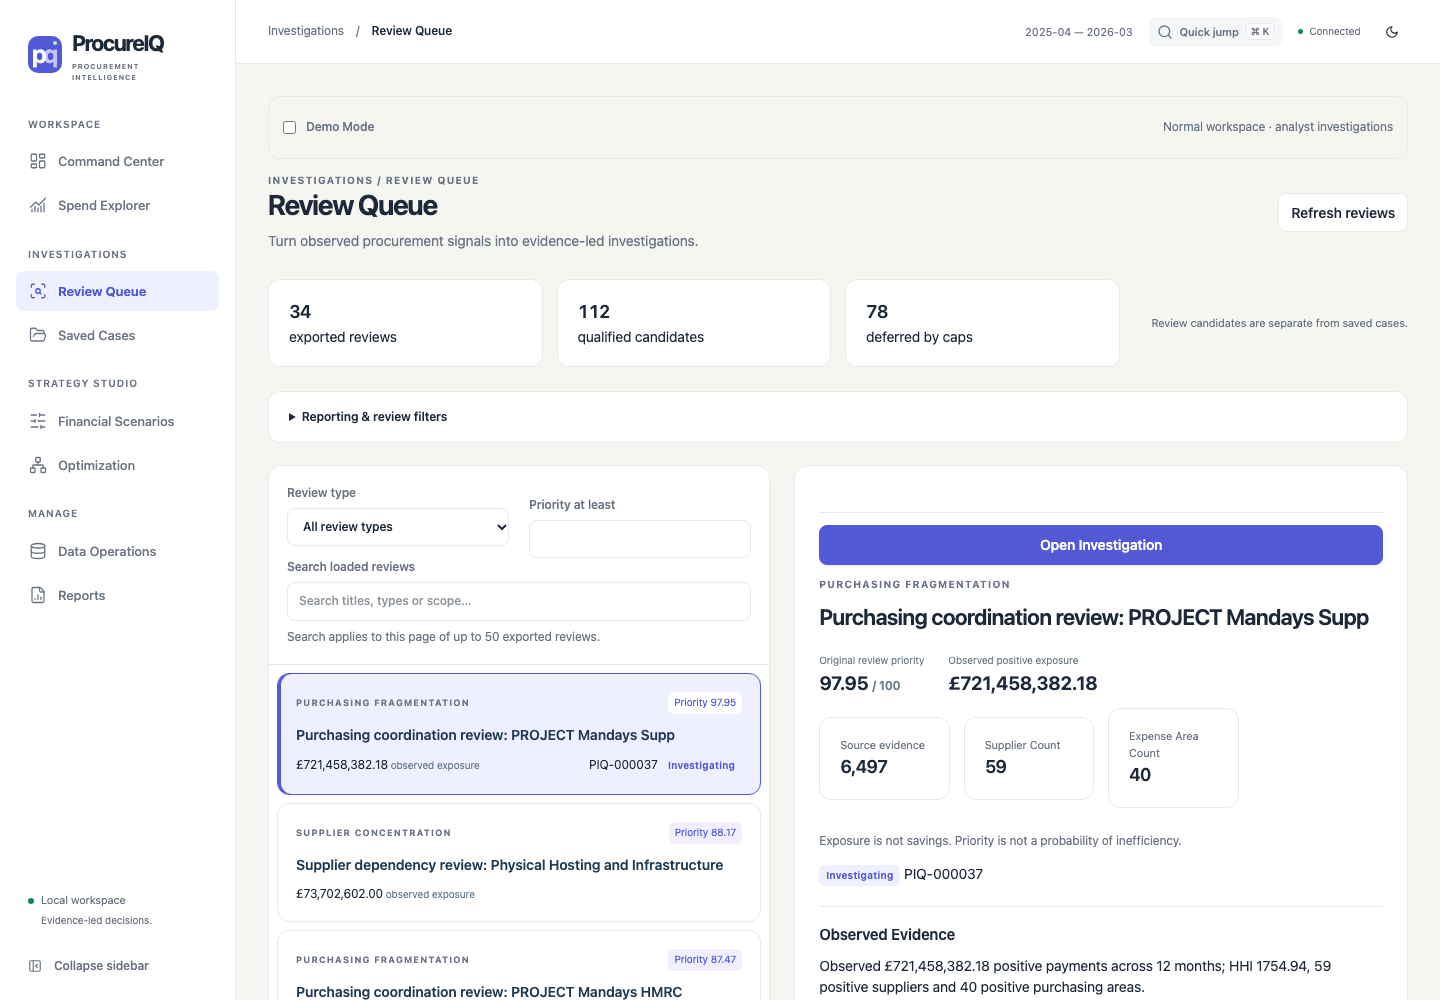 pq ProcureIQ
PROCUREMENT
INTELLIGENCE
WORKSPACE
Command Center
Spend Explorer
INVESTIGATIONS
Review Queue
Saved Cases
STRATEGY STUDIO
Financial Scenarios
Optimization
MANAGE
Data Operations
Reports
Local workspace
Evidence-led decisions.
Collapse sidebar
Investigations / Review Queue
2025-04 — 2026-03
Quick jump ⌘ K
Connected
Demo Mode
Normal workspace · analyst investigations
INVESTIGATIONS / REVIEW QUEUE
Review Queue
Turn observed procurement signals into evidence-led investigations.
Refresh reviews
34
exported reviews
112
qualified candidates
78
deferred by caps
Review candidates are separate from saved cases.
Reporting & review filters
Review type
All review types
Priority at least
Search loaded reviews
Search titles, types or scope...
Search applies to this page of up to 50 exported reviews.
PURCHASING FRAGMENTATION
Priority 97.95
Purchasing coordination review: PROJECT Mandays Supp
£721,458,382.18 observed exposure
PIQ-000037 Investigating
SUPPLIER CONCENTRATION
Priority 88.17
Supplier dependency review: Physical Hosting and Infrastructure
£73,702,602.00 observed exposure
PURCHASING FRAGMENTATION
Priority 87.47
Purchasing coordination review: PROJECT Mandays HMRC
Open Investigation
PURCHASING FRAGMENTATION
Purchasing coordination review: PROJECT Mandays Supp
Original review priority
97.95 / 100
Observed positive exposure
£721,458,382.18
Source evidence
6,497
Supplier Count
59
Expense Area
Count
40
Exposure is not savings. Priority is not a probability of inefficiency.
Investigating PIQ-000037
Observed Evidence
Observed £721,458,382.18 positive payments across 12 months; HHI 1754.94, 59
positive suppliers and 40 positive purchasing areas.